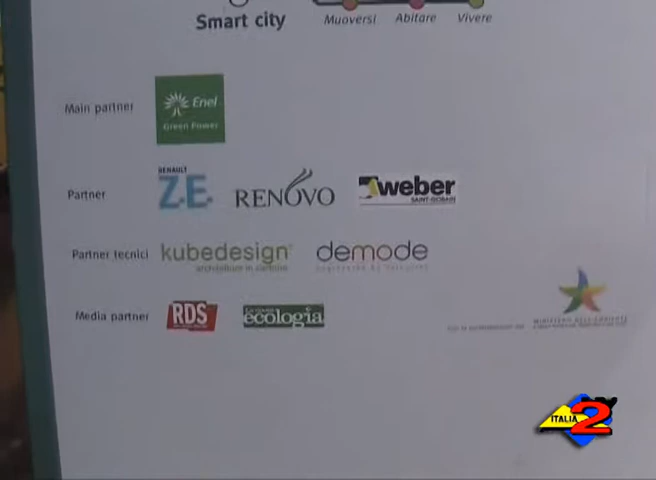 Smart city Muoversi Abitare Vivere
Main partner Enel
Green Power
Partner RENAULT
Z.E. RENOVO weber
SAINT-GOBAIN
Partner tecnici kubedesign demode
Media partner RDS ecologia
ITALIA 2